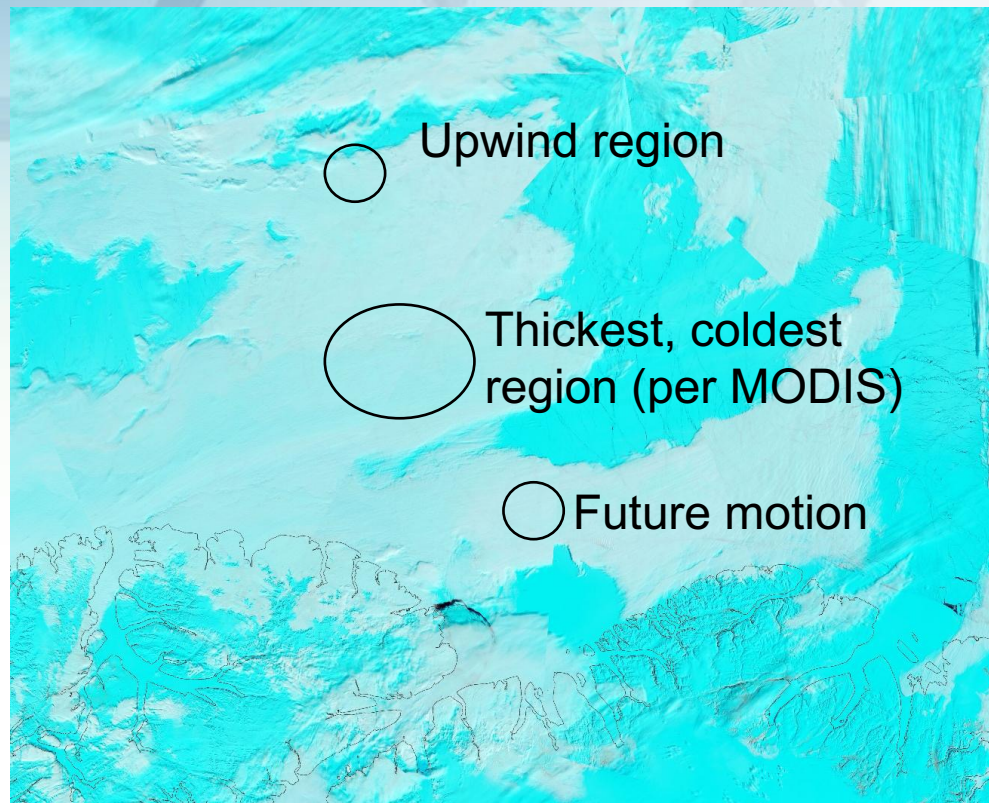 Upwind region
Thickest, coldest
region (per MODIS)
Future motion